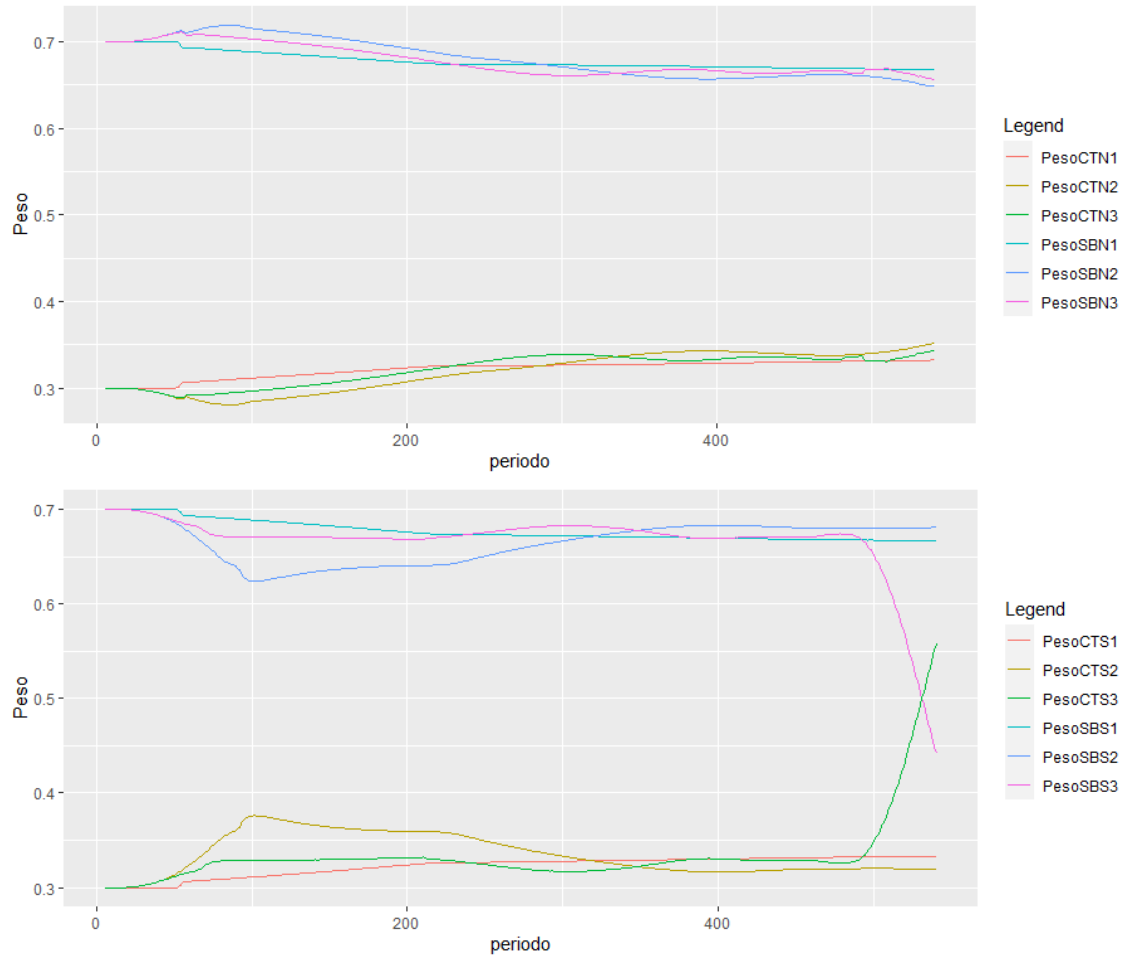 0.7
0.6
0.5
0.4
0.3
Peso
0
200
400
periodo
Legend
PesoCTN1
PesoCTN2
PesoCTN3
PesoSBN1
PesoSBN2
PesoSBN3
0.7
0.6
0.5
0.4
0.3
Peso
0
200
400
periodo
Legend
PesoCTS1
PesoCTS2
PesoCTS3
PesoSBS1
PesoSBS2
PesoSBS3